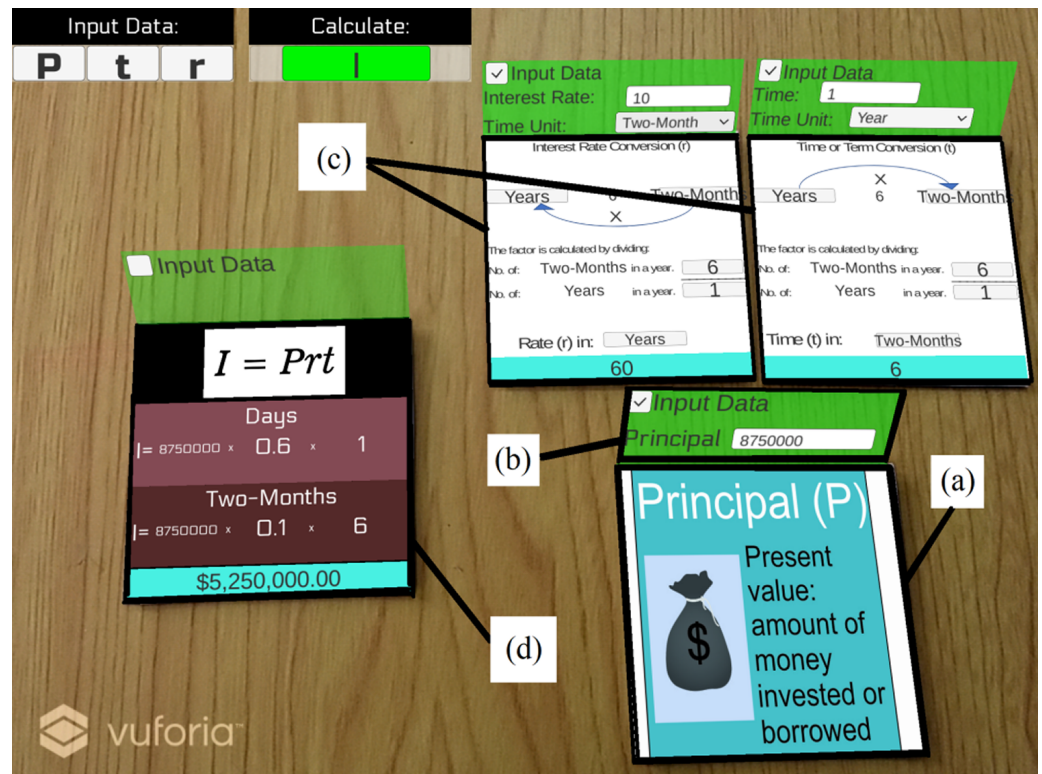 Input Data:
P t r
Calculate:
I
Input Data
Interest Rate: 10
Time Unit: Two-Month
Interest Rate Conversion (r)
Years 6 Two-Months
X
The factor is calculated by dividing:
No. of: Two-Months in a year. 6
No. of: Years in a year. 1
Rate (r) in: Years
60
Input Data
Time: 1
Time Unit: Year
Time or Term Conversion (t)
X
Years 6 Two-Months
The factor is calculated by dividing:
No. of: Two-Months in a year. 6
No. of: Years in a year. 1
Time (t) in: Two-Months
6
(c)
Input Data
I = Prt
Days
I= 8750000 x 0.6 x 1
Two-Months
I= 8750000 x 0.1 x 6
$5,250,000.00
(d)
(b)
Input Data
Principal 8750000
(a)
Principal (P)
$
Present
value:
amount of
money
invested or
borrowed
vuforia™